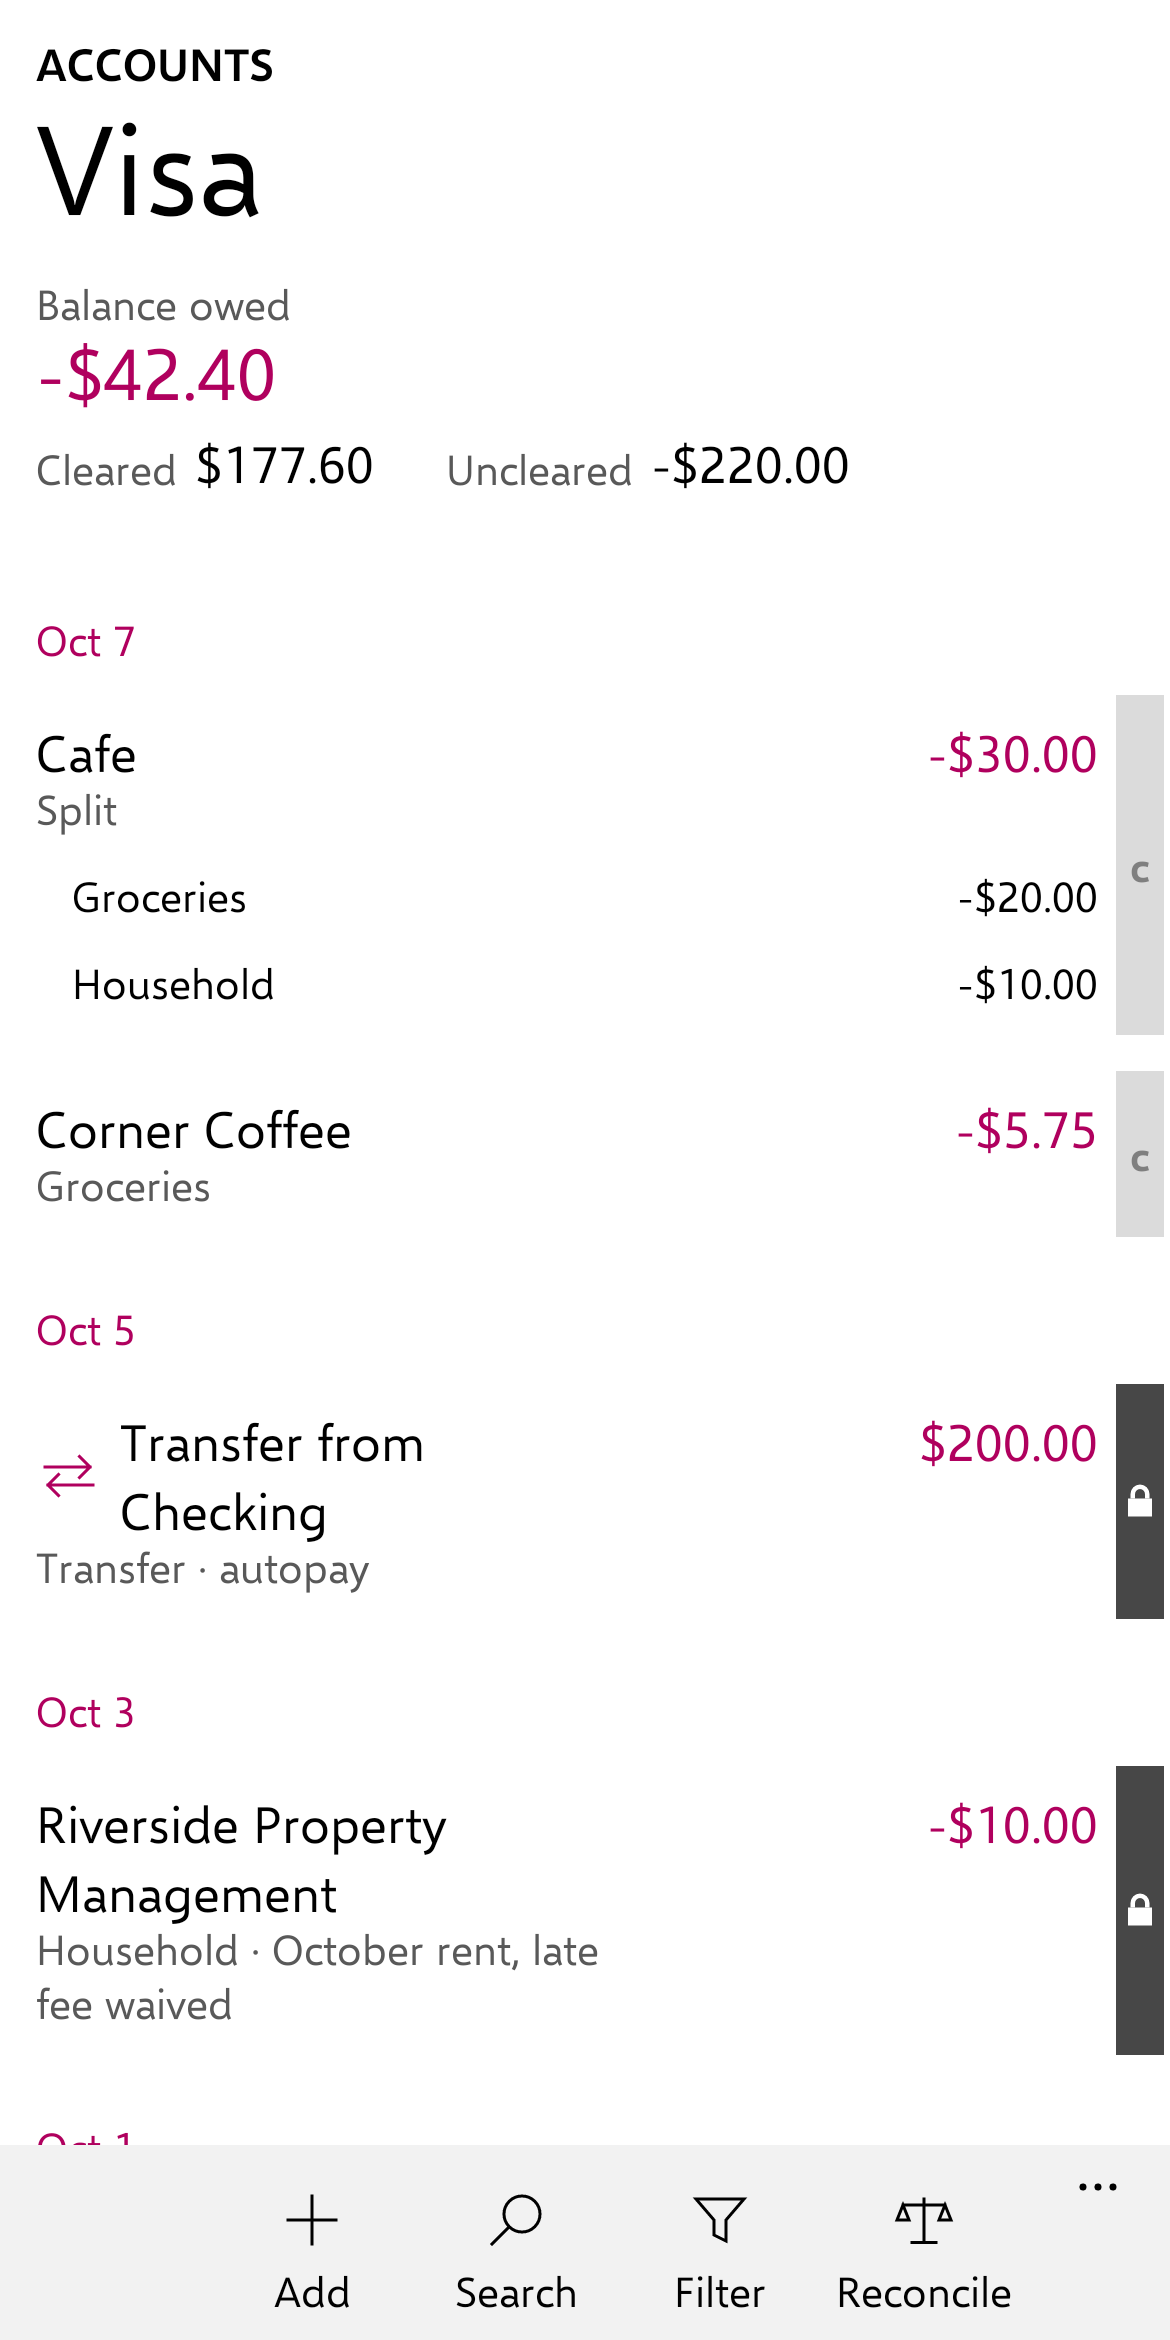 ACCOUNTS
Visa
Balance owed
-$42.40
Cleared $177.60 Uncleared -$220.00
Oct 7
Cafe -$30.00
Split
c
Groceries -$20.00
Household -$10.00
Corner Coffee -$5.75
c
Groceries
Oct 5
Transfer from $200.00
Checking
Transfer · autopay
Oct 3
Riverside Property -$10.00
Management
Household · October rent, late
fee waived
Oct 1
Add Search Filter Reconcile